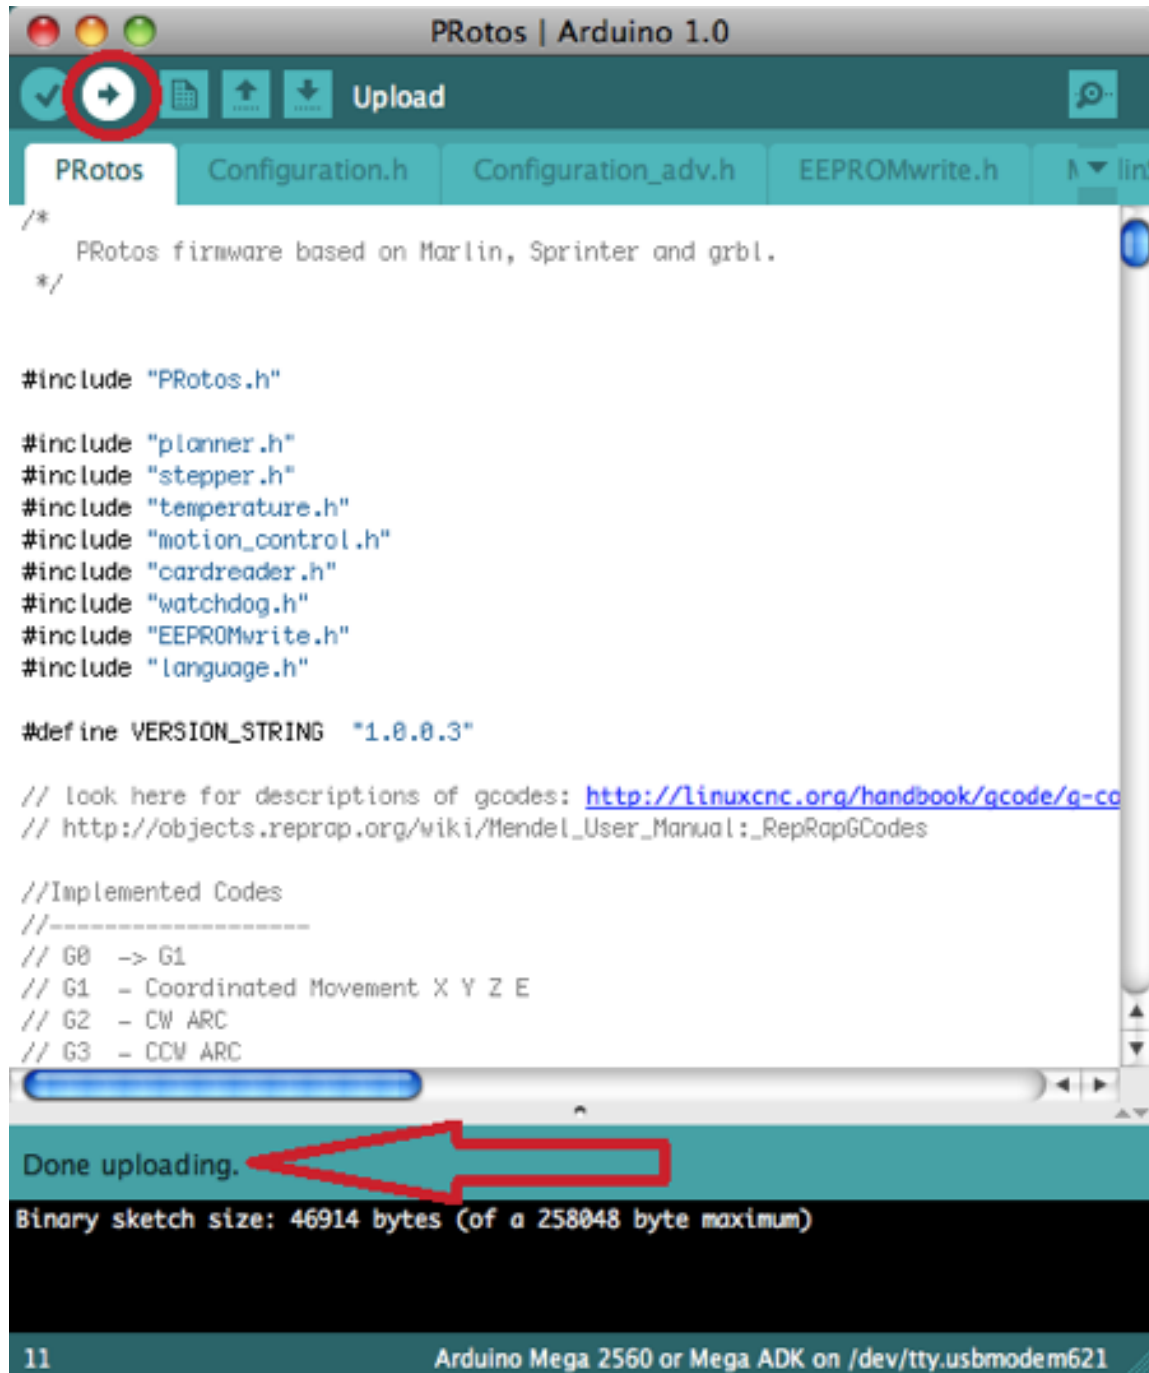 PRotos | Arduino 1.0
Upload
PRotos Configuration.h Configuration_adv.h EEPROMwrite.h
/*
PRotos firmware based on Marlin, Sprinter and grbl.
*/
#include "PRotos.h"
#include "planner.h"
#include "stepper.h"
#include "temperature.h"
#include "motion_control.h"
#include "cardreader.h"
#include "watchdog.h"
#include "EEPROMwrite.h"
#include "language.h"
#define VERSION_STRING "1.0.0.3"
// look here for descriptions of gcodes: http://linuxcnc.org/handbook/gcode/g-co
// http://objects.reprap.org/wiki/Mendel_User_Manual:_RepRapGCodes
//Implemented Codes
//-------------------
// G0 -> G1
// G1 - Coordinated Movement X Y Z E
// G2 - CW ARC
// G3 - CCW ARC
Done uploading.
Binary sketch size: 46914 bytes (of a 258048 byte maximum)
11 Arduino Mega 2560 or Mega ADK on /dev/tty.usbmodem621